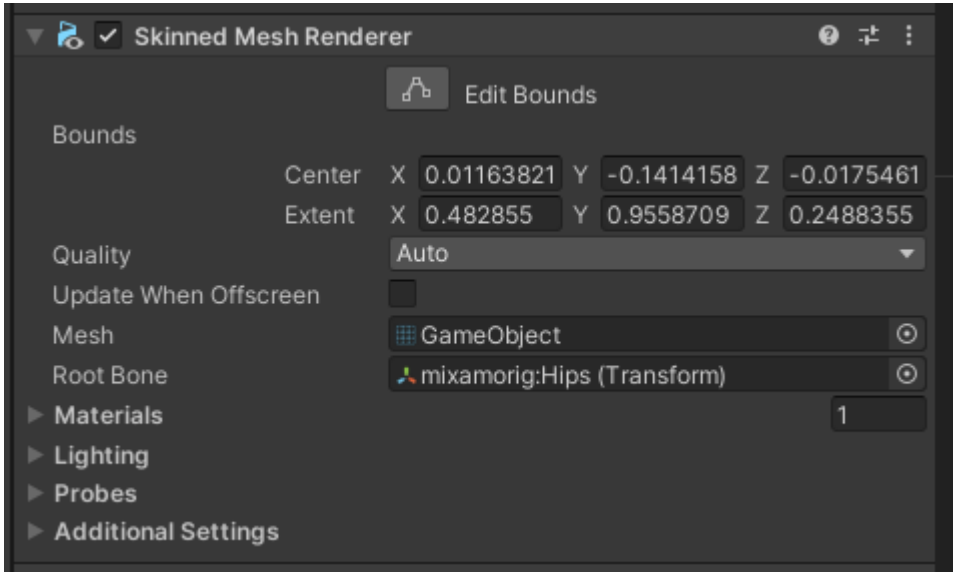 Skinned Mesh Renderer
Edit Bounds
Bounds
Center X 0.01163821 Y -0.1414158 Z -0.0175461
Extent X 0.482855 Y 0.9558709 Z 0.2488355
Quality Auto
Update When Offscreen
Mesh GameObject
Root Bone mixamorig:Hips (Transform)
Materials 1
Lighting
Probes
Additional Settings